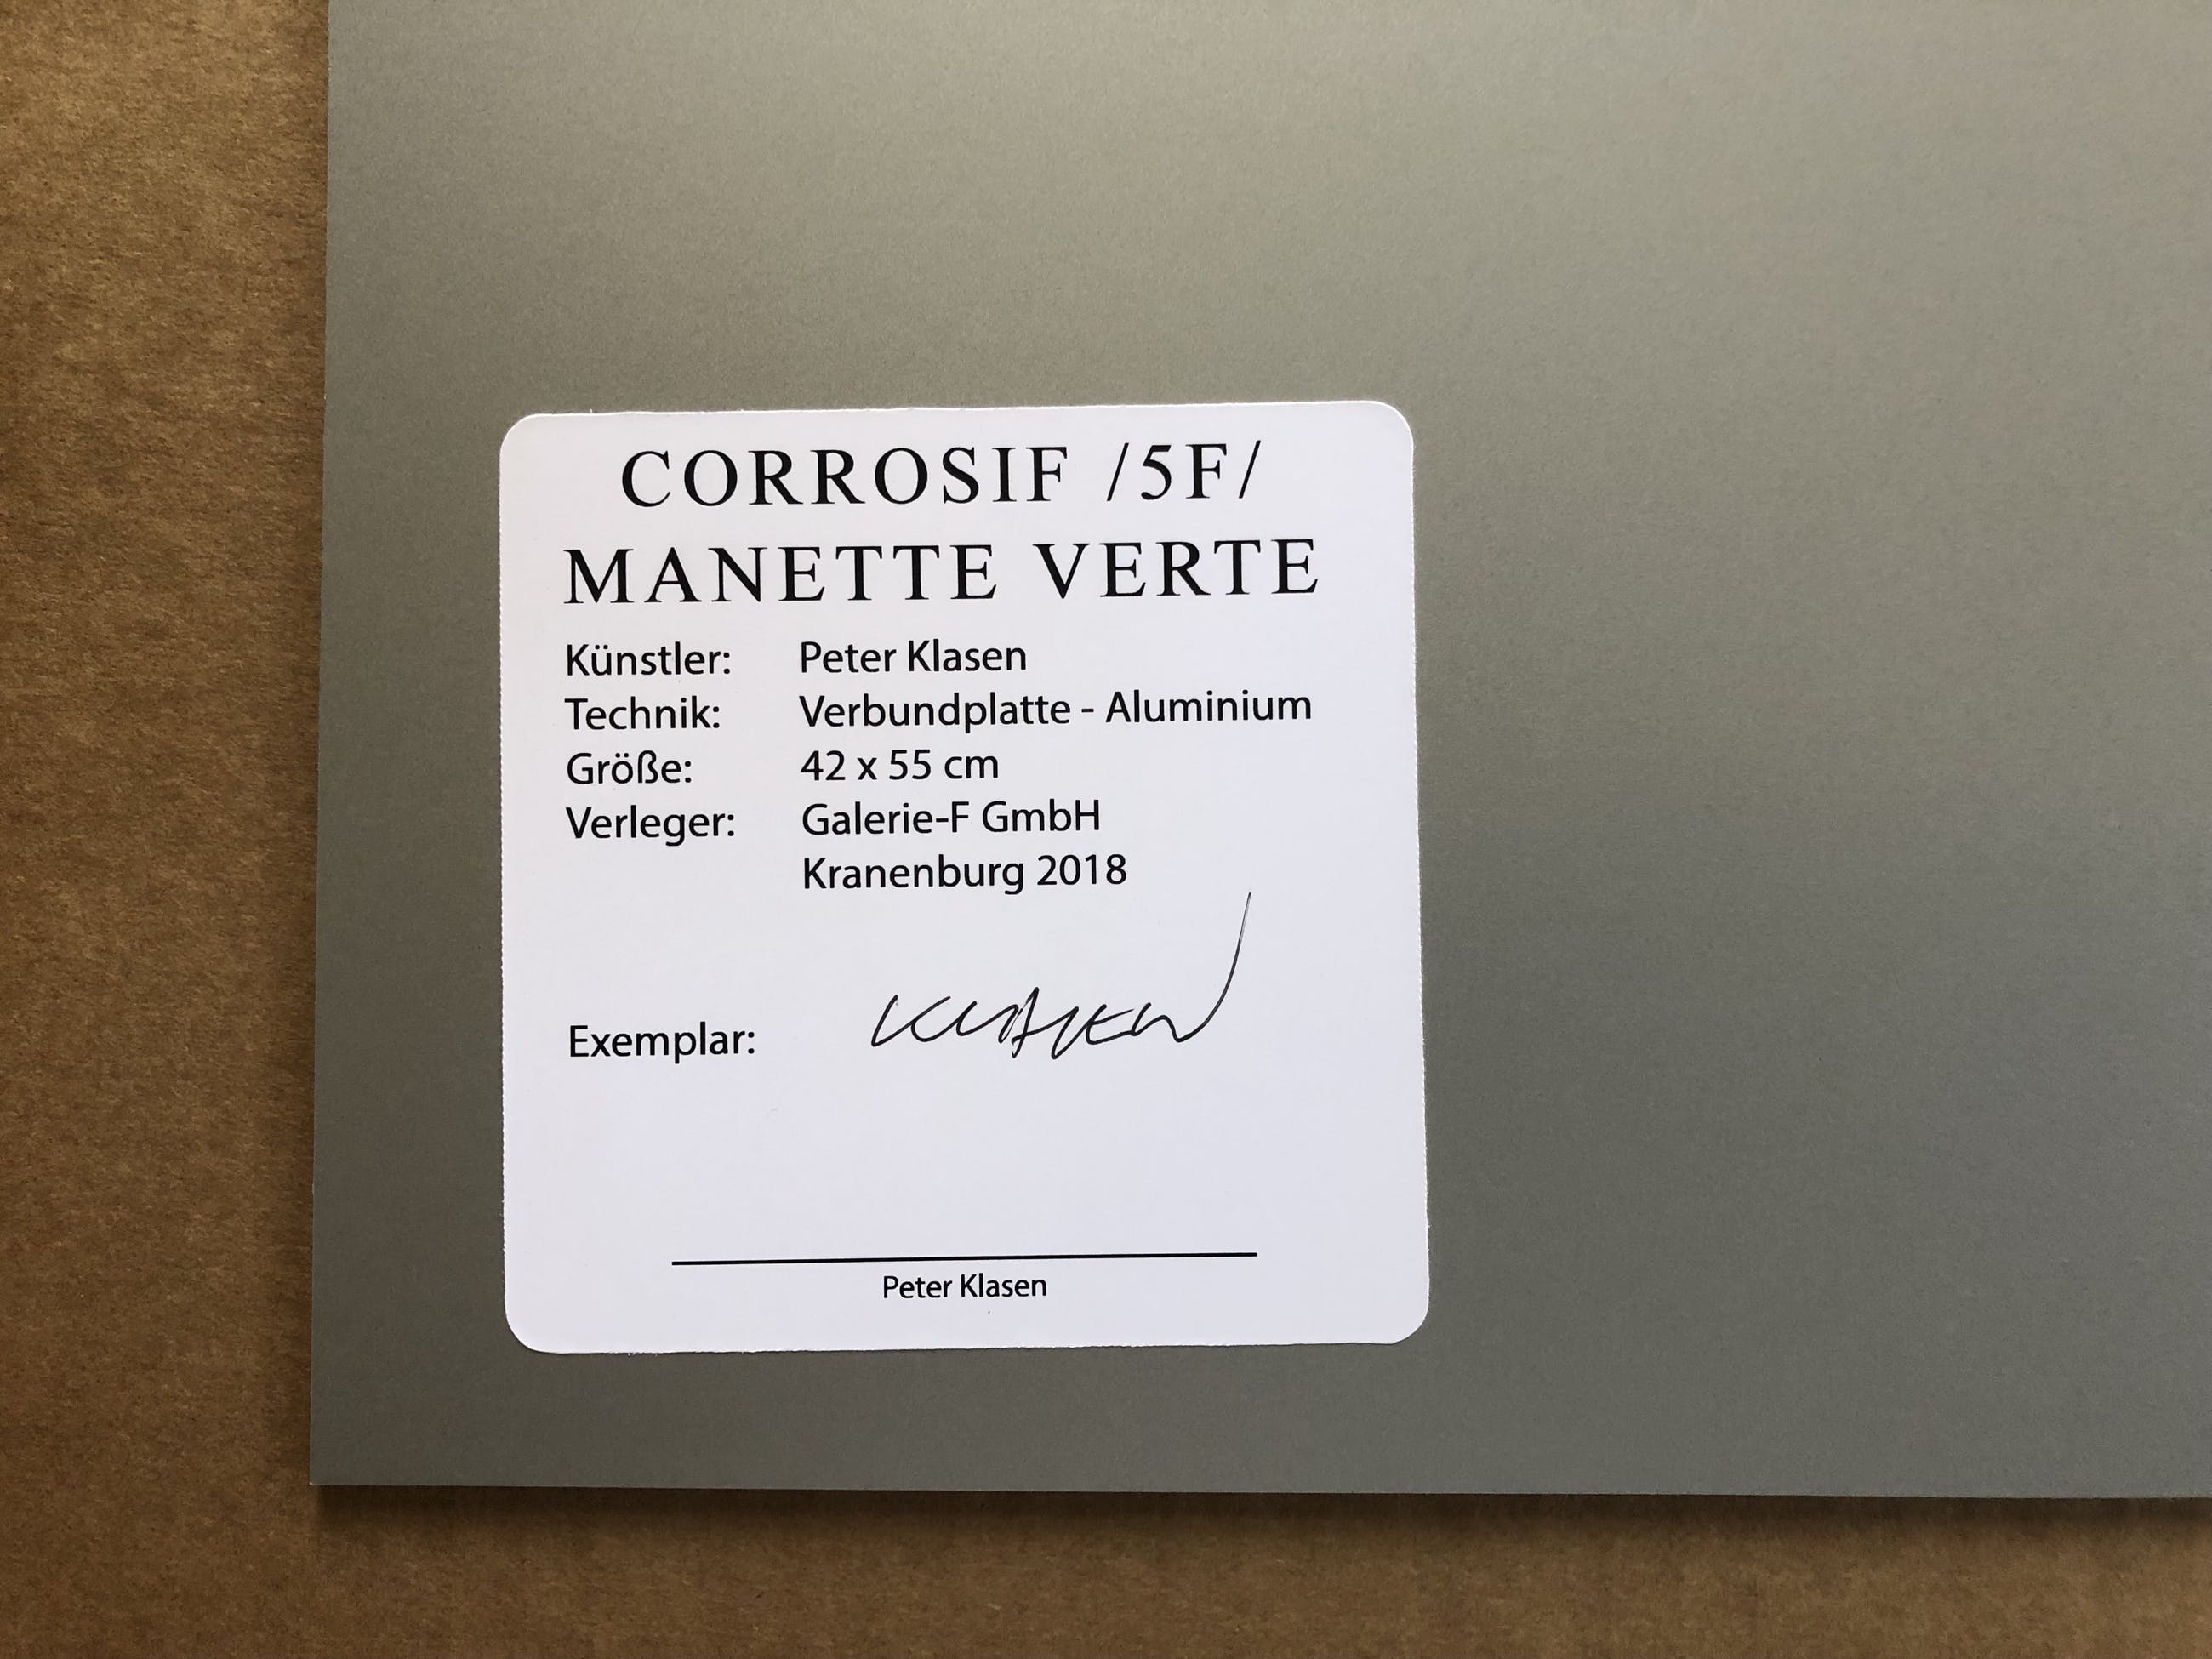 CORROSIF /5F/
MANETTE VERTE
Künstler: Peter Klasen
Technik: Verbundplatte - Aluminium
Größe: 42 x 55 cm
Verleger: Galerie-F GmbH
Kranenburg 2018
Exemplar: KLASEN
Peter Klasen